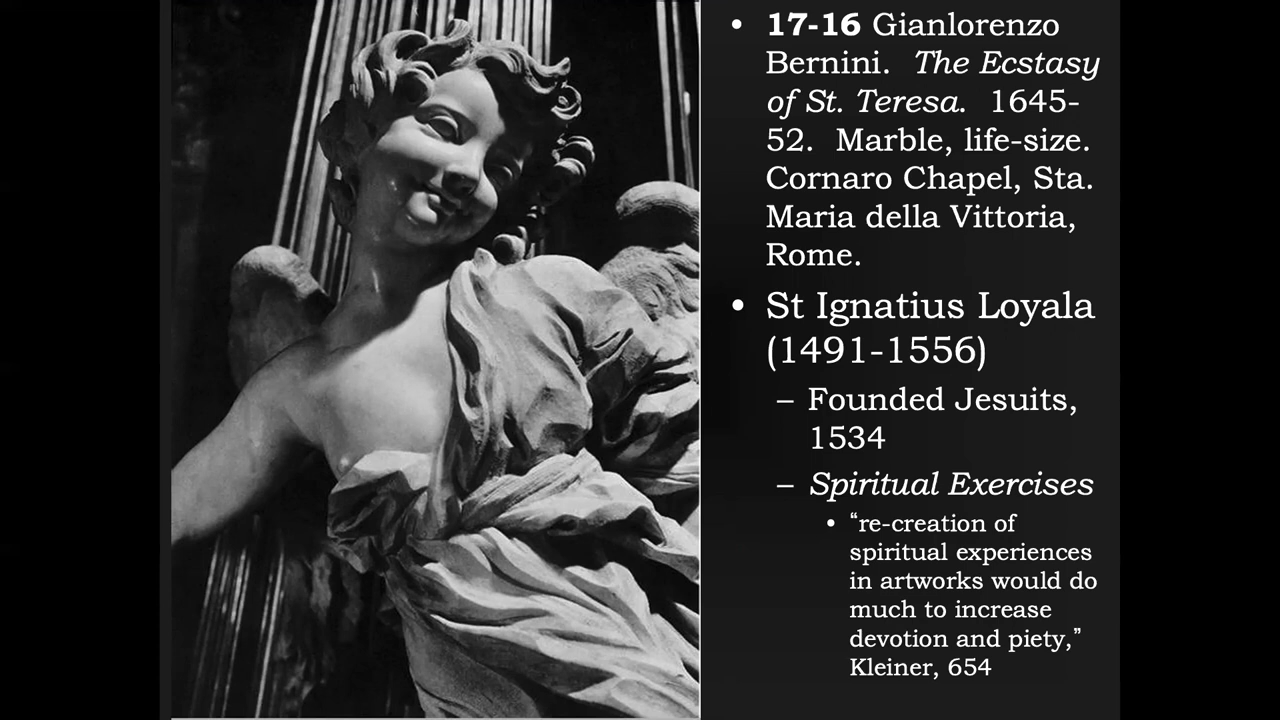 • 17-16 Gianlorenzo
Bernini. The Ecstasy
of St. Teresa. 1645-
52. Marble, life-size.
Cornaro Chapel, Sta.
Maria della Vittoria,
Rome.
• St Ignatius Loyala
(1491-1556)
– Founded Jesuits,
1534
– Spiritual Exercises
• “re-creation of
spiritual experiences
in artworks would do
much to increase
devotion and piety,”
Kleiner, 654